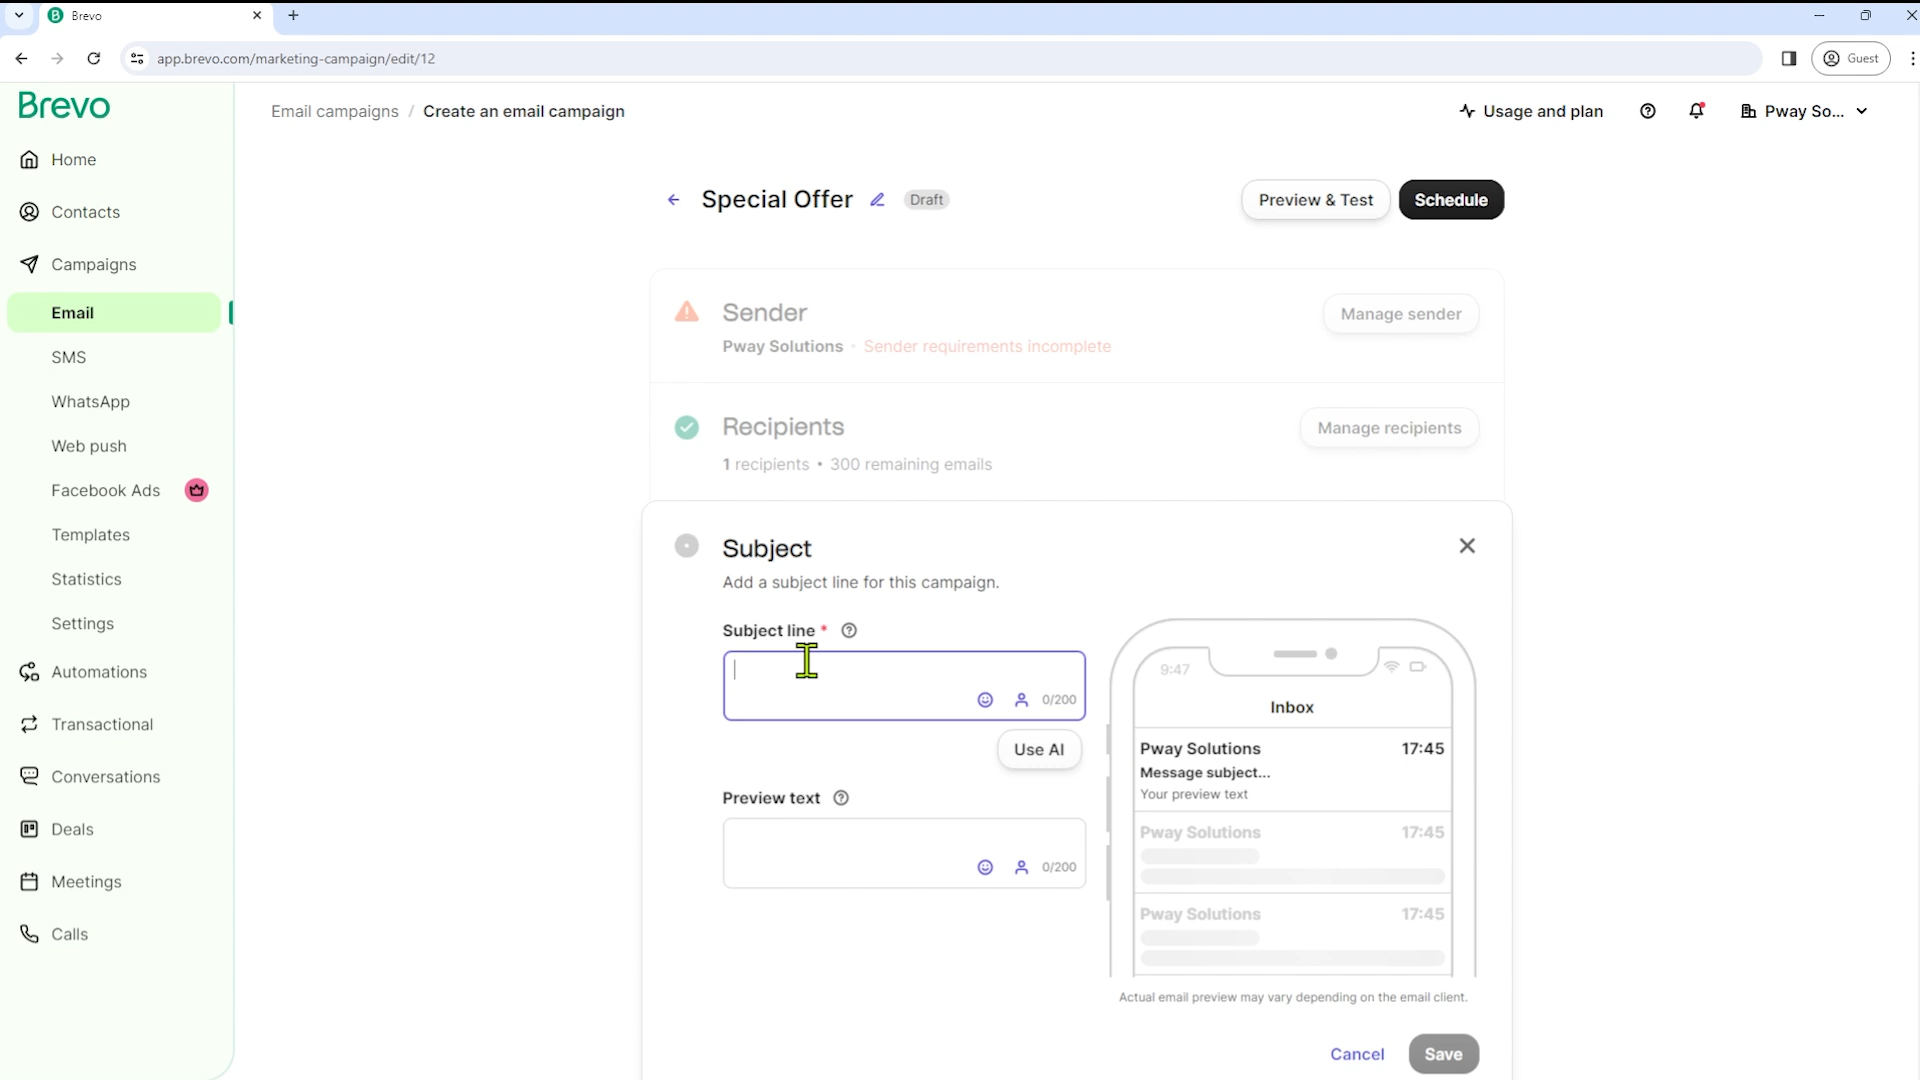 Brevo
app.brevo.com/marketing-campaign/edit/12
Guest
Brevo
Email campaigns / Create an email campaign
Usage and plan
Pway So...
Home
Contacts
Campaigns
Email
SMS
WhatsApp
Web push
Facebook Ads
Templates
Statistics
Settings
Automations
Transactional
Conversations
Deals
Meetings
Calls
Special Offer
Draft
Preview & Test
Schedule
Sender
Manage sender
Pway Solutions • Sender requirements incomplete
Recipients
Manage recipients
1 recipients • 300 remaining emails
Subject
Add a subject line for this campaign.
Subject line *
0/200
Use AI
Preview text
0/200
9:47
Inbox
Pway Solutions 17:45
Message subject...
Your preview text
Pway Solutions 17:45
Pway Solutions 17:45
Actual email preview may vary depending on the email client.
Cancel
Save